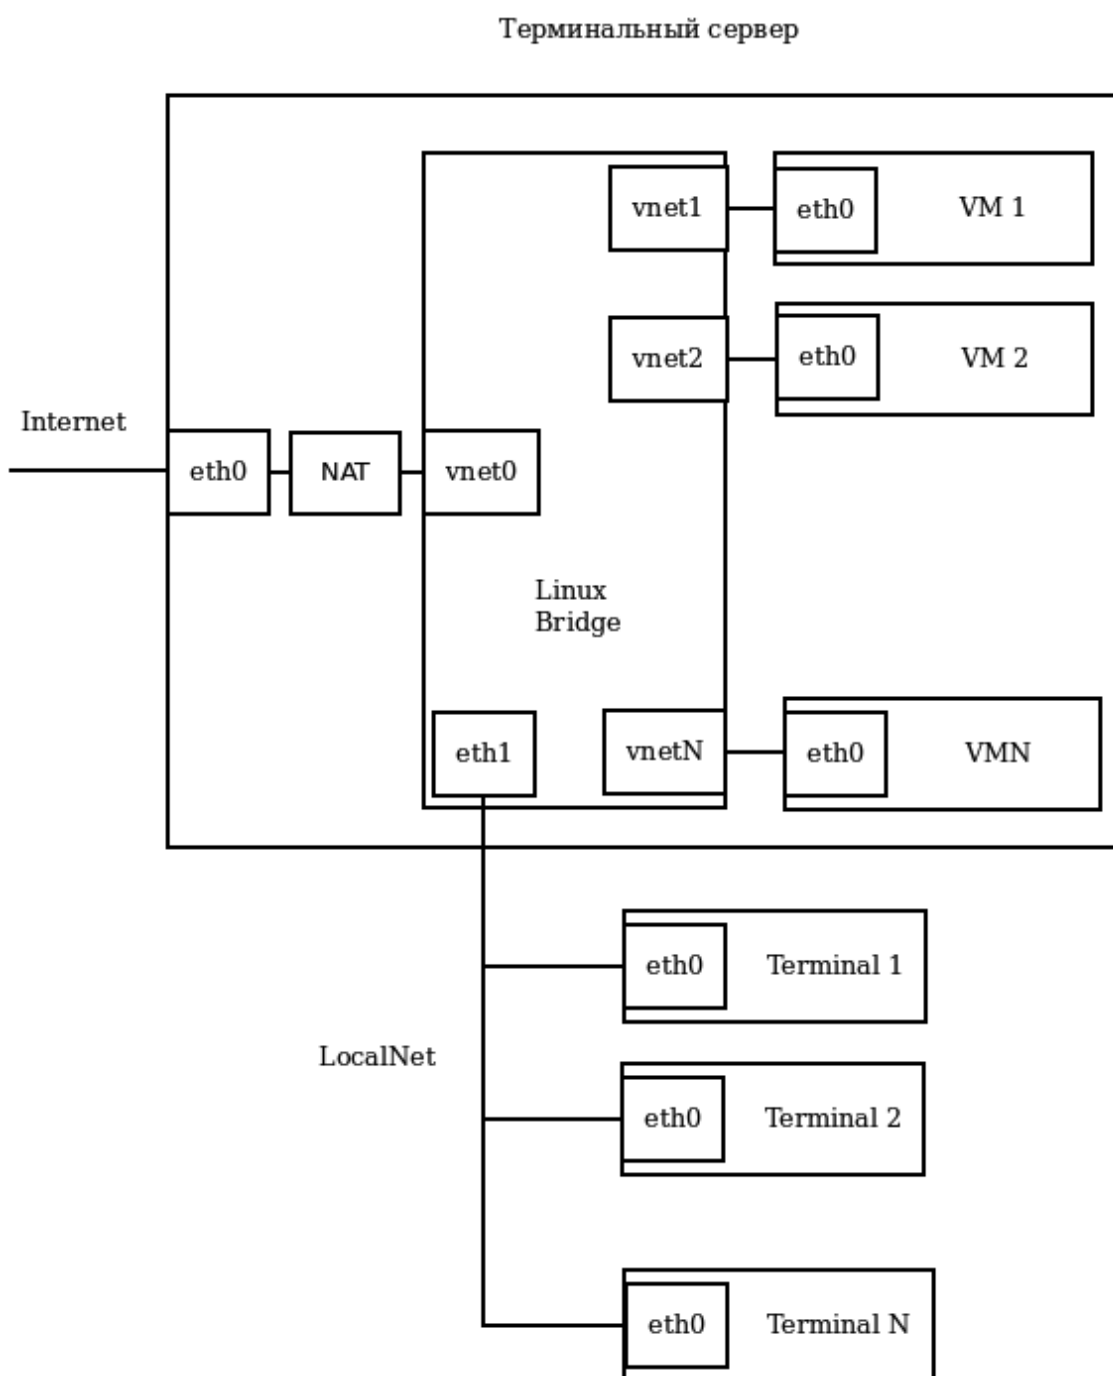 Терминальный сервер
vnet1
eth0
VM 1
vnet2
eth0
VM 2
Internet
eth0
NAT
vnet0
Linux
Bridge
eth1
vnetN
eth0
VMN
eth0
Terminal 1
LocalNet
eth0
Terminal 2
eth0
Terminal N